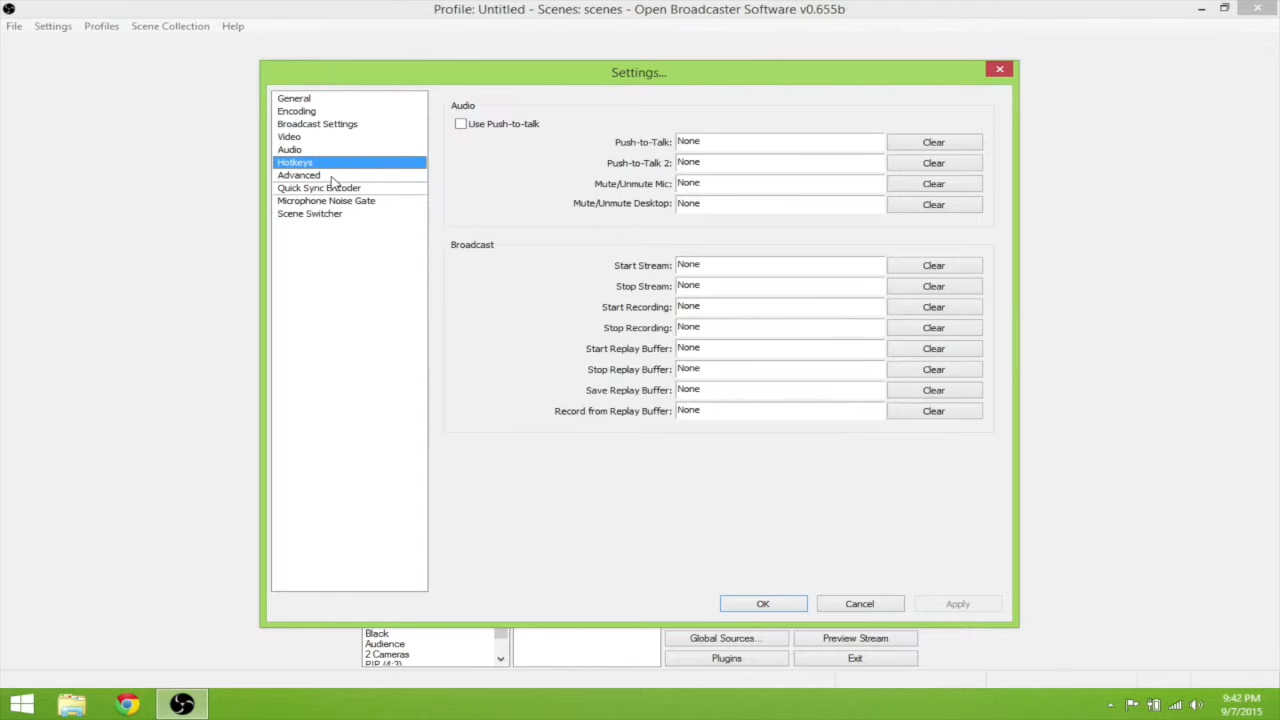 Profile: Untitled - Scenes: scenes - Open Broadcaster Software v0.655b
File Settings Profiles Scene Collection Help
Settings...
General
Encoding
Broadcast Settings
Video
Audio
Hotkeys
Advanced
Quick Sync Encoder
Microphone Noise Gate
Scene Switcher
Audio
Use Push-to-talk
Push-to-Talk: None Clear
Push-to-Talk 2: None Clear
Mute/Unmute Mic: None Clear
Mute/Unmute Desktop: None Clear
Broadcast
Start Stream: None Clear
Stop Stream: None Clear
Start Recording: None Clear
Stop Recording: None Clear
Start Replay Buffer: None Clear
Stop Replay Buffer: None Clear
Save Replay Buffer: None Clear
Record from Replay Buffer: None Clear
OK Cancel Apply
Black
Audience
2 Cameras
PIP (4:3)
Global Sources... Preview Stream
Plugins Exit
9:42 PM
9/7/2015